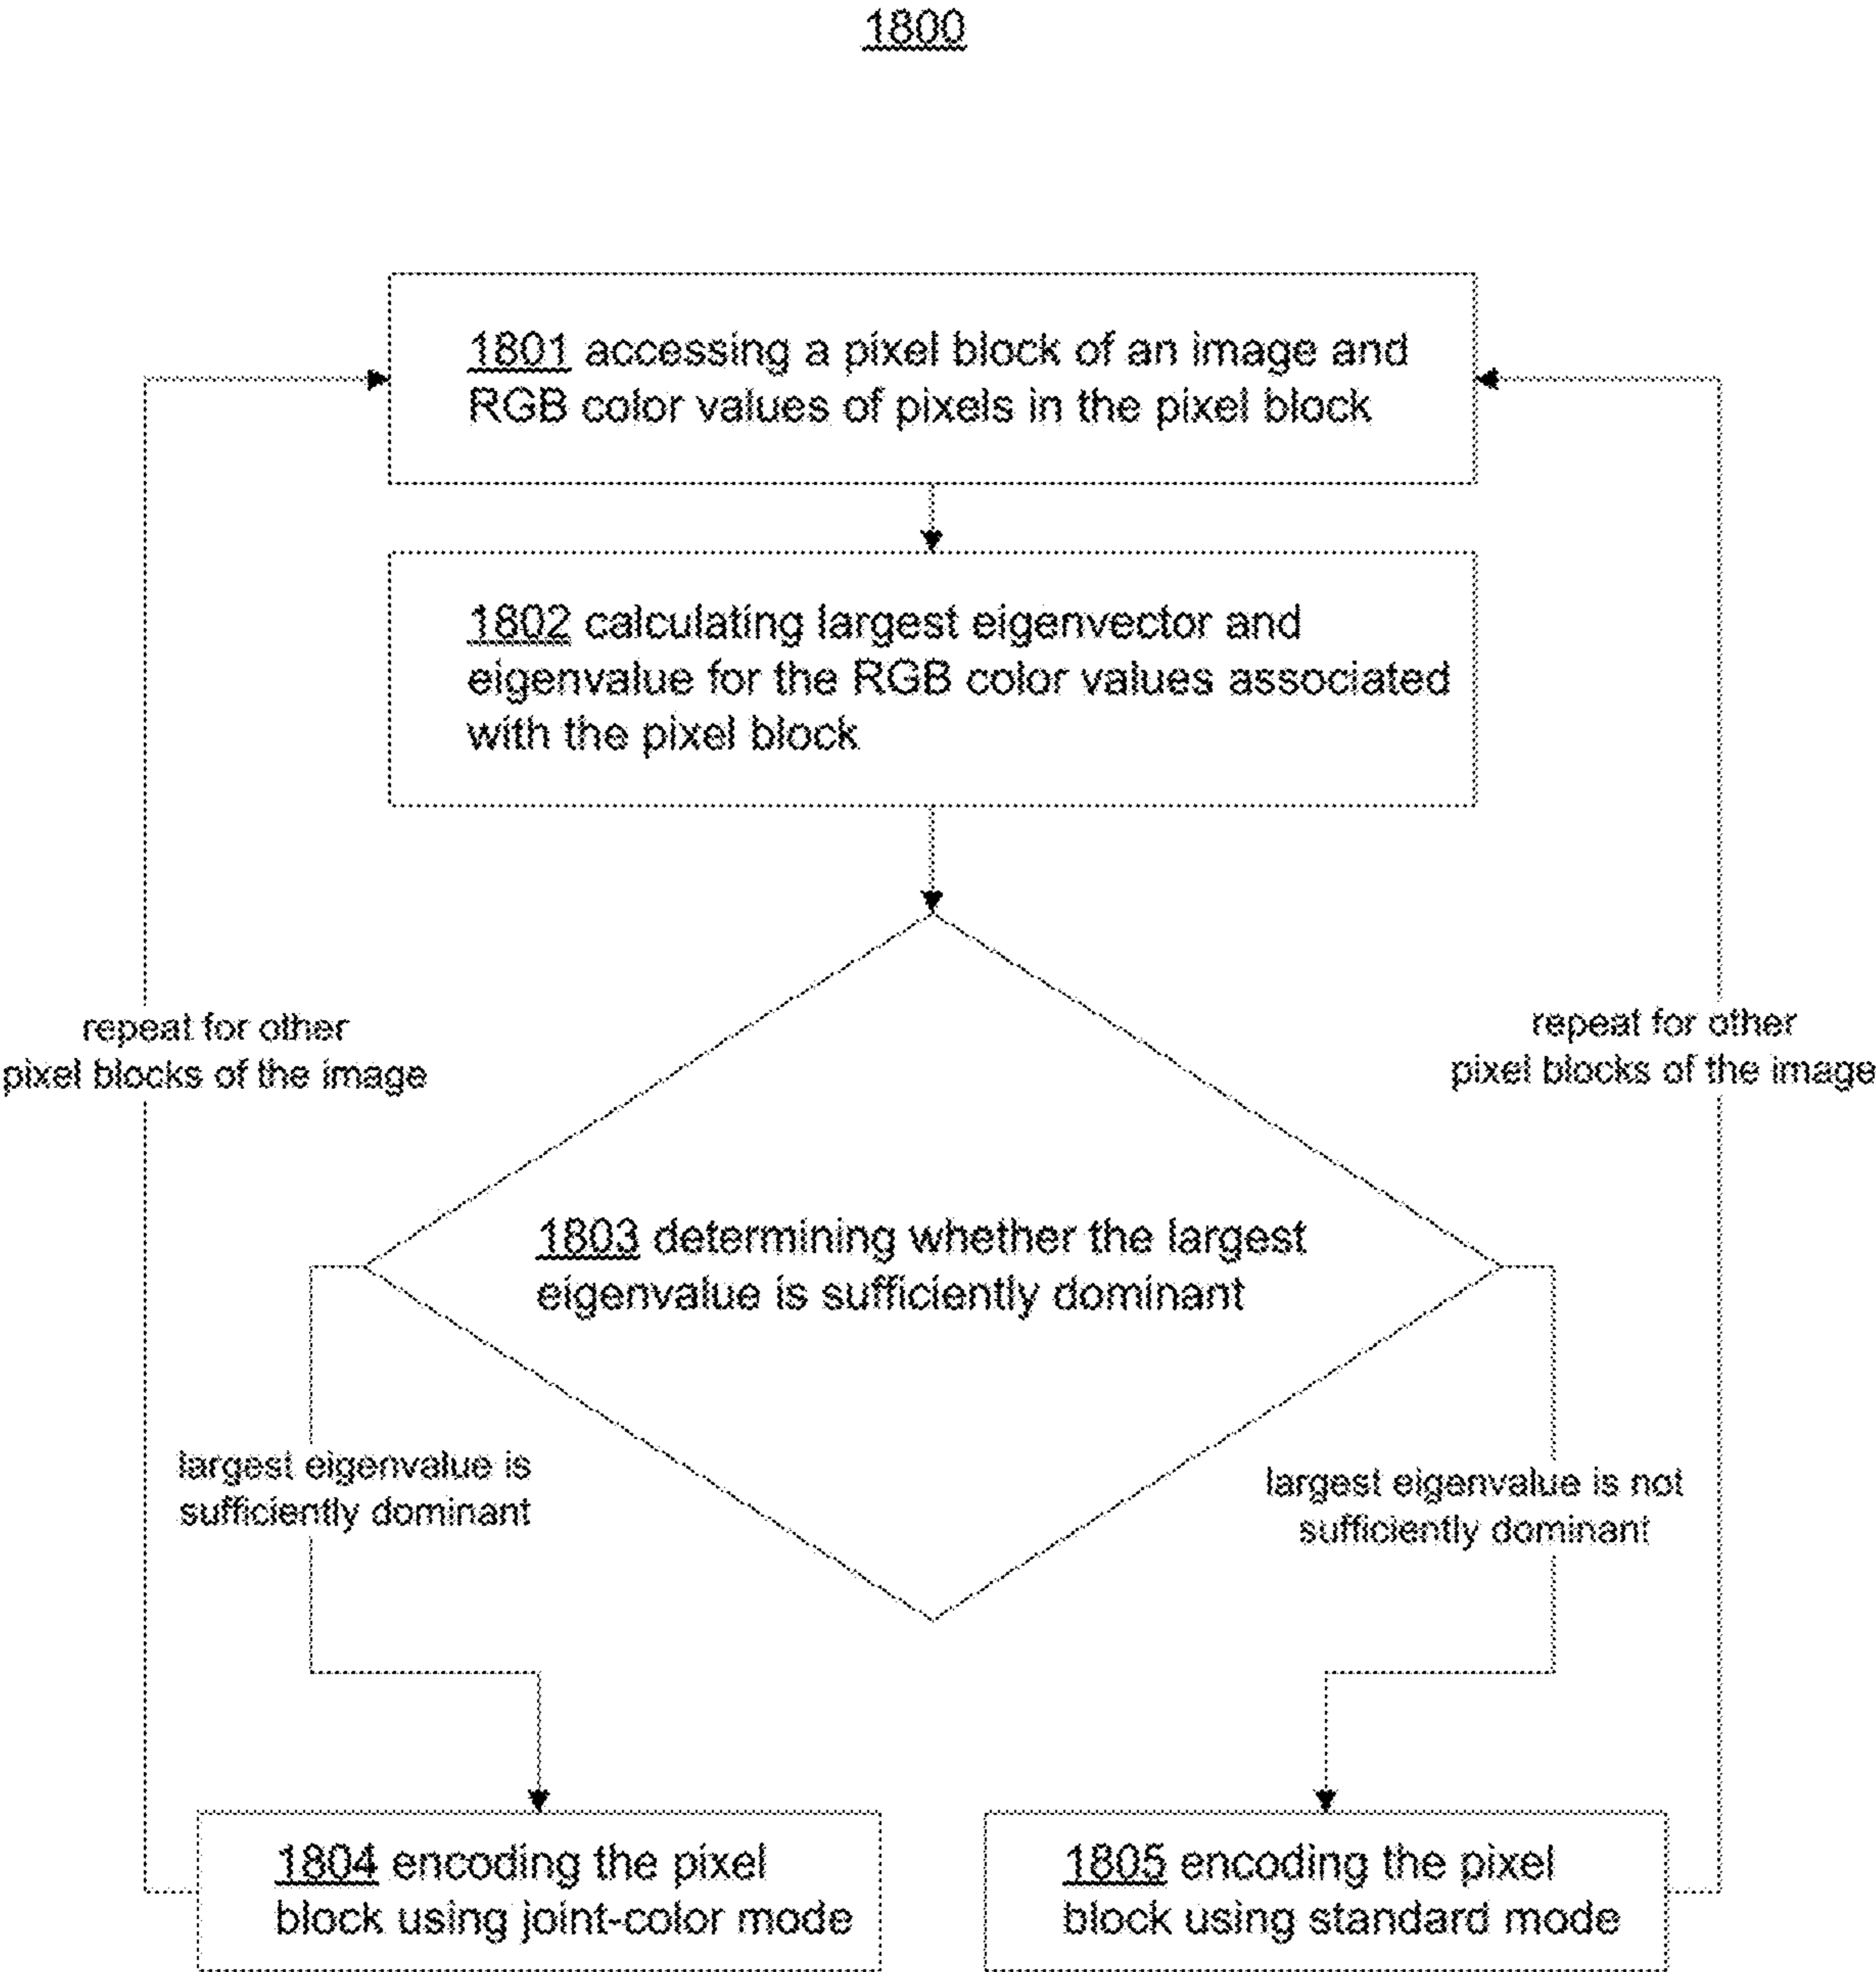 1800
1801 accessing a pixel block of an image and
RGB color values of pixels in the pixel block
1802 calculating largest eigenvector and
eigenvalue for the RGB color values associated
with the pixel block
repeat for other
pixel blocks of the image
repeat for other
pixel blocks of the image
1803 determining whether the largest
eigenvalue is sufficiently dominant
largest eigenvalue is
sufficiently dominant
largest eigenvalue is not
sufficiently dominant
1804 encoding the pixel
block using joint-color mode
1805 encoding the pixel
block using standard mode